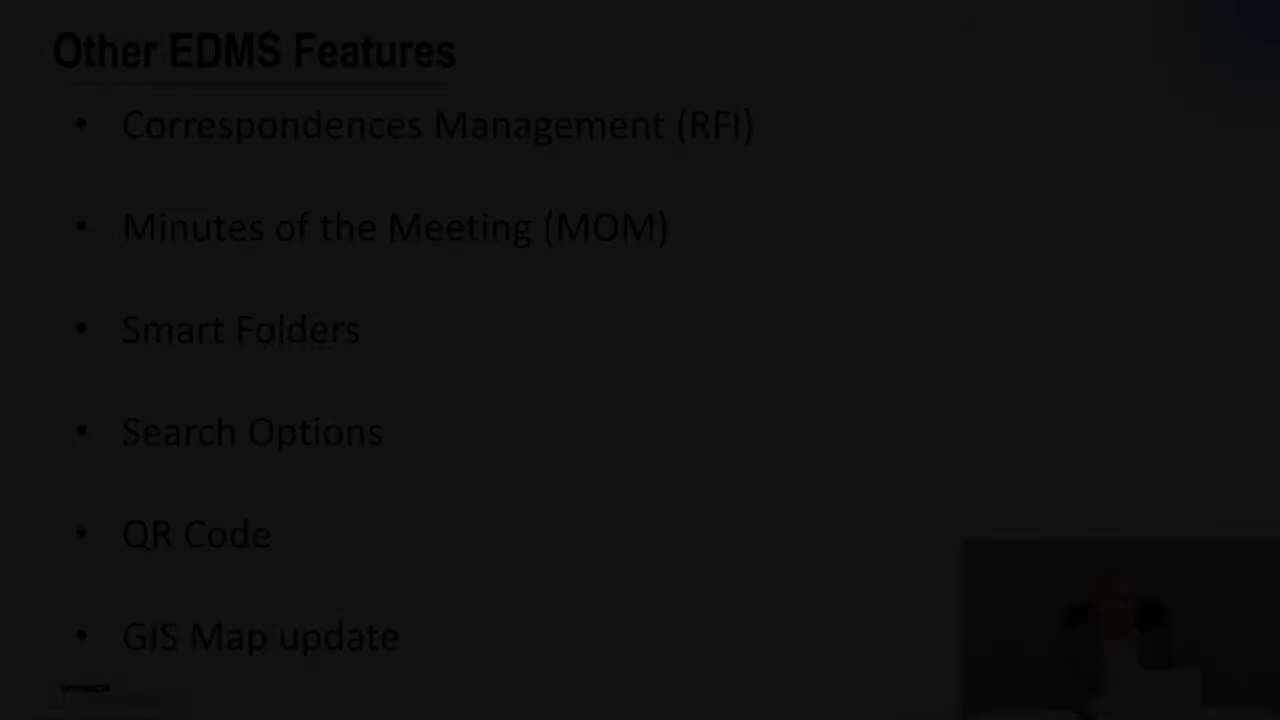 Other EDMS Features
• Correspondences Management (RFI)
• Minutes of the Meeting (MOM)
• Smart Folders
• Search Options
• QR Code
• GIS Map update